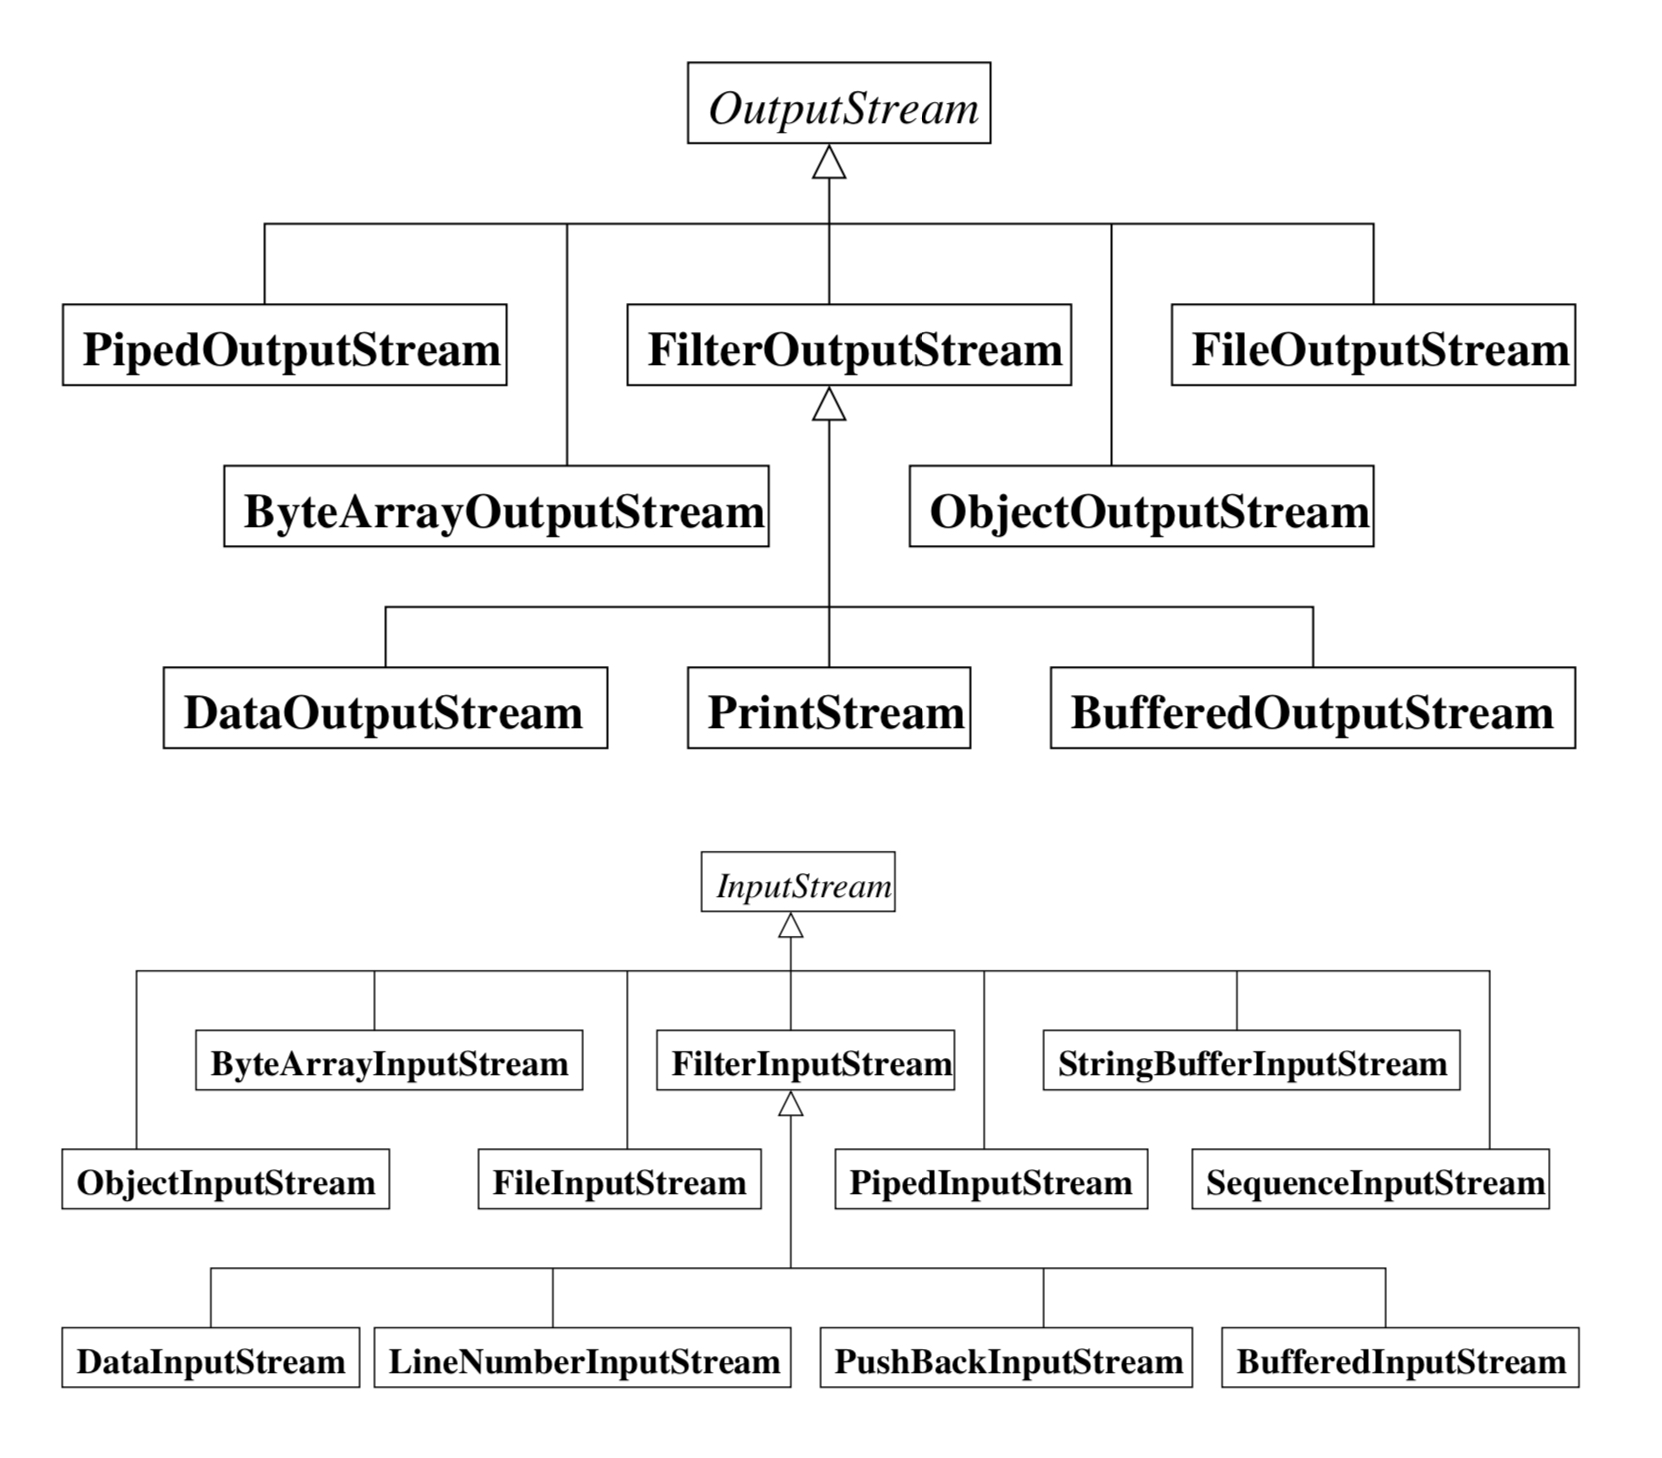 OutputStream
PipedOutputStream
FilterOutputStream
FileOutputStream
ByteArrayOutputStream
ObjectOutputStream
DataOutputStream
PrintStream
BufferedOutputStream
InputStream
ByteArrayInputStream
FilterInputStream
StringBufferInputStream
ObjectInputStream
FileInputStream
PipedInputStream
SequenceInputStream
DataInputStream
LineNumberInputStream
PushBackInputStream
BufferedInputStream